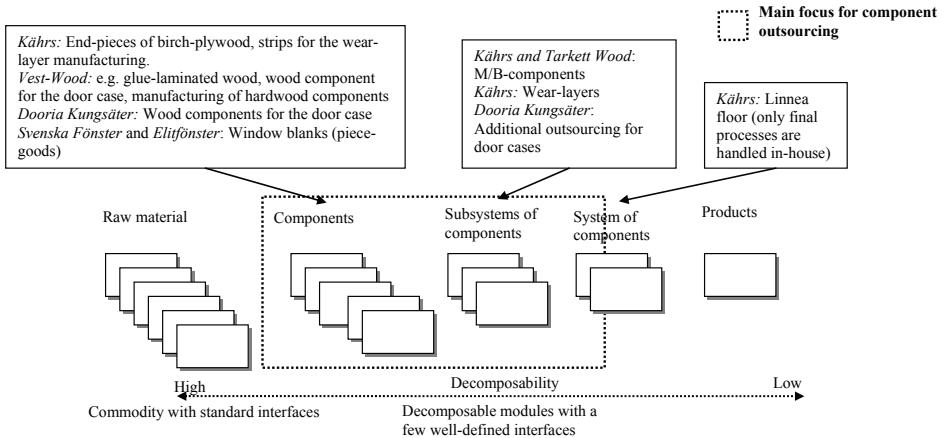 Main focus for component
outsourcing
Kährs: End-pieces of birch-plywood, strips for the wear-
layer manufacturing.
Vest-Wood: e.g. glue-laminated wood, wood component
for the door case, manufacturing of hardwood components
Dooria Kungsäter: Wood components for the door case
Svenska Fönster and Elitfönster: Window blanks (piece-
goods)
Kährs and Tarkett Wood:
M/B-components
Kährs: Wear-layers
Dooria Kungsäter:
Additional outsourcing for
door cases
Kährs: Linnea
floor (only final
processes are
handled in-house)
Raw material
Components
Subsystems of
components
System of
components
Products
High
Decomposability
Low
Commodity with standard interfaces
Decomposable modules with a
few well-defined interfaces